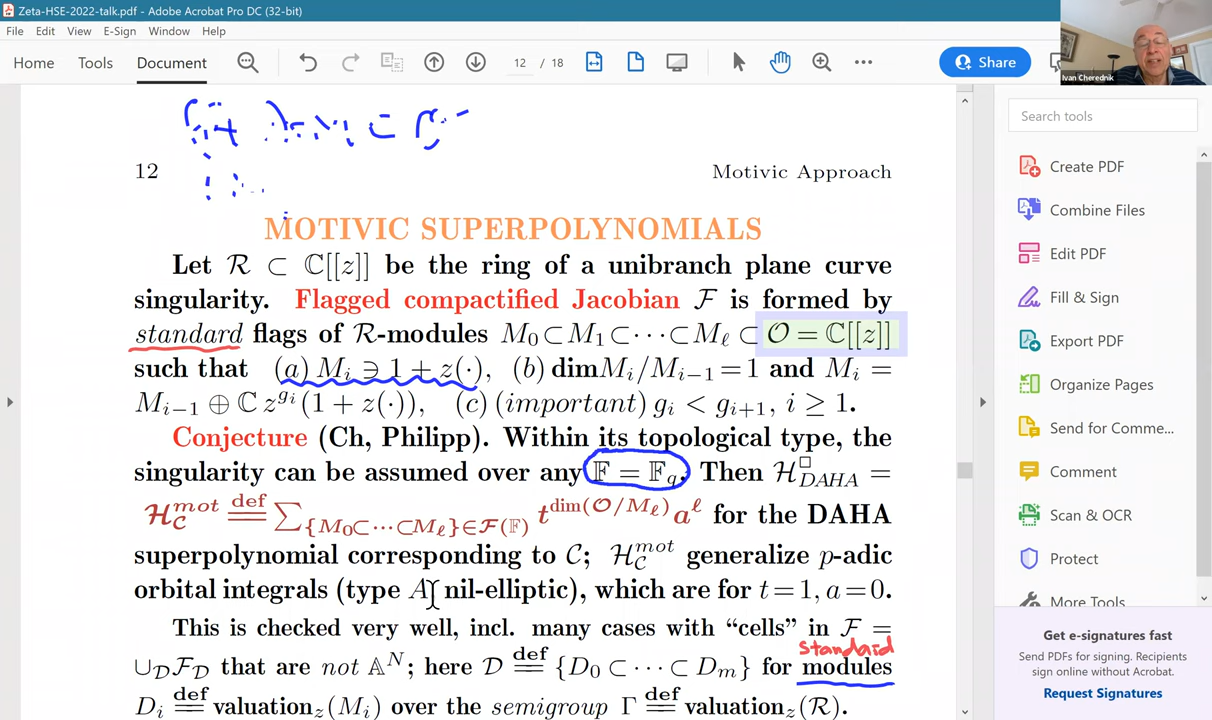 Zeta-HSE-2022-talk.pdf - Adobe Acrobat Pro DC (32-bit)
File Edit View E-Sign Window Help
Home Tools Document 12 / 18 Share
Ivan Cherednik
Search tools
Create PDF
Combine Files
Edit PDF
Fill & Sign
Export PDF
Organize Pages
Send for Comme...
Comment
Scan & OCR
Protect
More Tools
Get e-signatures fast
Send PDFs for signing. Recipients
sign online without Acrobat.
Request Signatures
12 Motivic Approach
MOTIVIC SUPERPOLYNOMIALS
Let ℛ ⊂ ℂ[[z]] be the ring of a unibranch plane curve
singularity. Flagged compactified Jacobian ℱ is formed by
standard flags of ℛ-modules M₀⊂M₁⊂⋯⊂M_ℓ⊂ 𝒪 = ℂ[[z]]
such that (a) M_i ∋ 1 + z(·), (b) dimM_i/M_{i−1} = 1 and M_i =
M_{i−1} ⊕ ℂ z^{g_i}(1 + z(·)), (c) (important) g_i < g_{i+1}, i ≥ 1.
Conjecture (Ch, Philipp). Within its topological type, the
singularity can be assumed over any 𝔽 = 𝔽_q. Then ℋ^□_{DAHA} =
ℋ^{mot}_𝒞 def= ∑_{{M₀⊂⋯⊂M_ℓ}∈ℱ(𝔽)} t^{dim(𝒪/M_ℓ)} a^ℓ for the DAHA
superpolynomial corresponding to 𝒞; ℋ^{mot}_𝒞 generalize p-adic
orbital integrals (type A nil-elliptic), which are for t=1, a=0.
This is checked very well, incl. many cases with “cells” in ℱ =
standard
∪_𝒟ℱ_𝒟 that are not 𝔸^N; here 𝒟 def= {D₀ ⊂ ⋯ ⊂ D_m} for modules
D_i def= valuation_z(M_i) over the semigroup Γ def= valuation_z(ℛ).